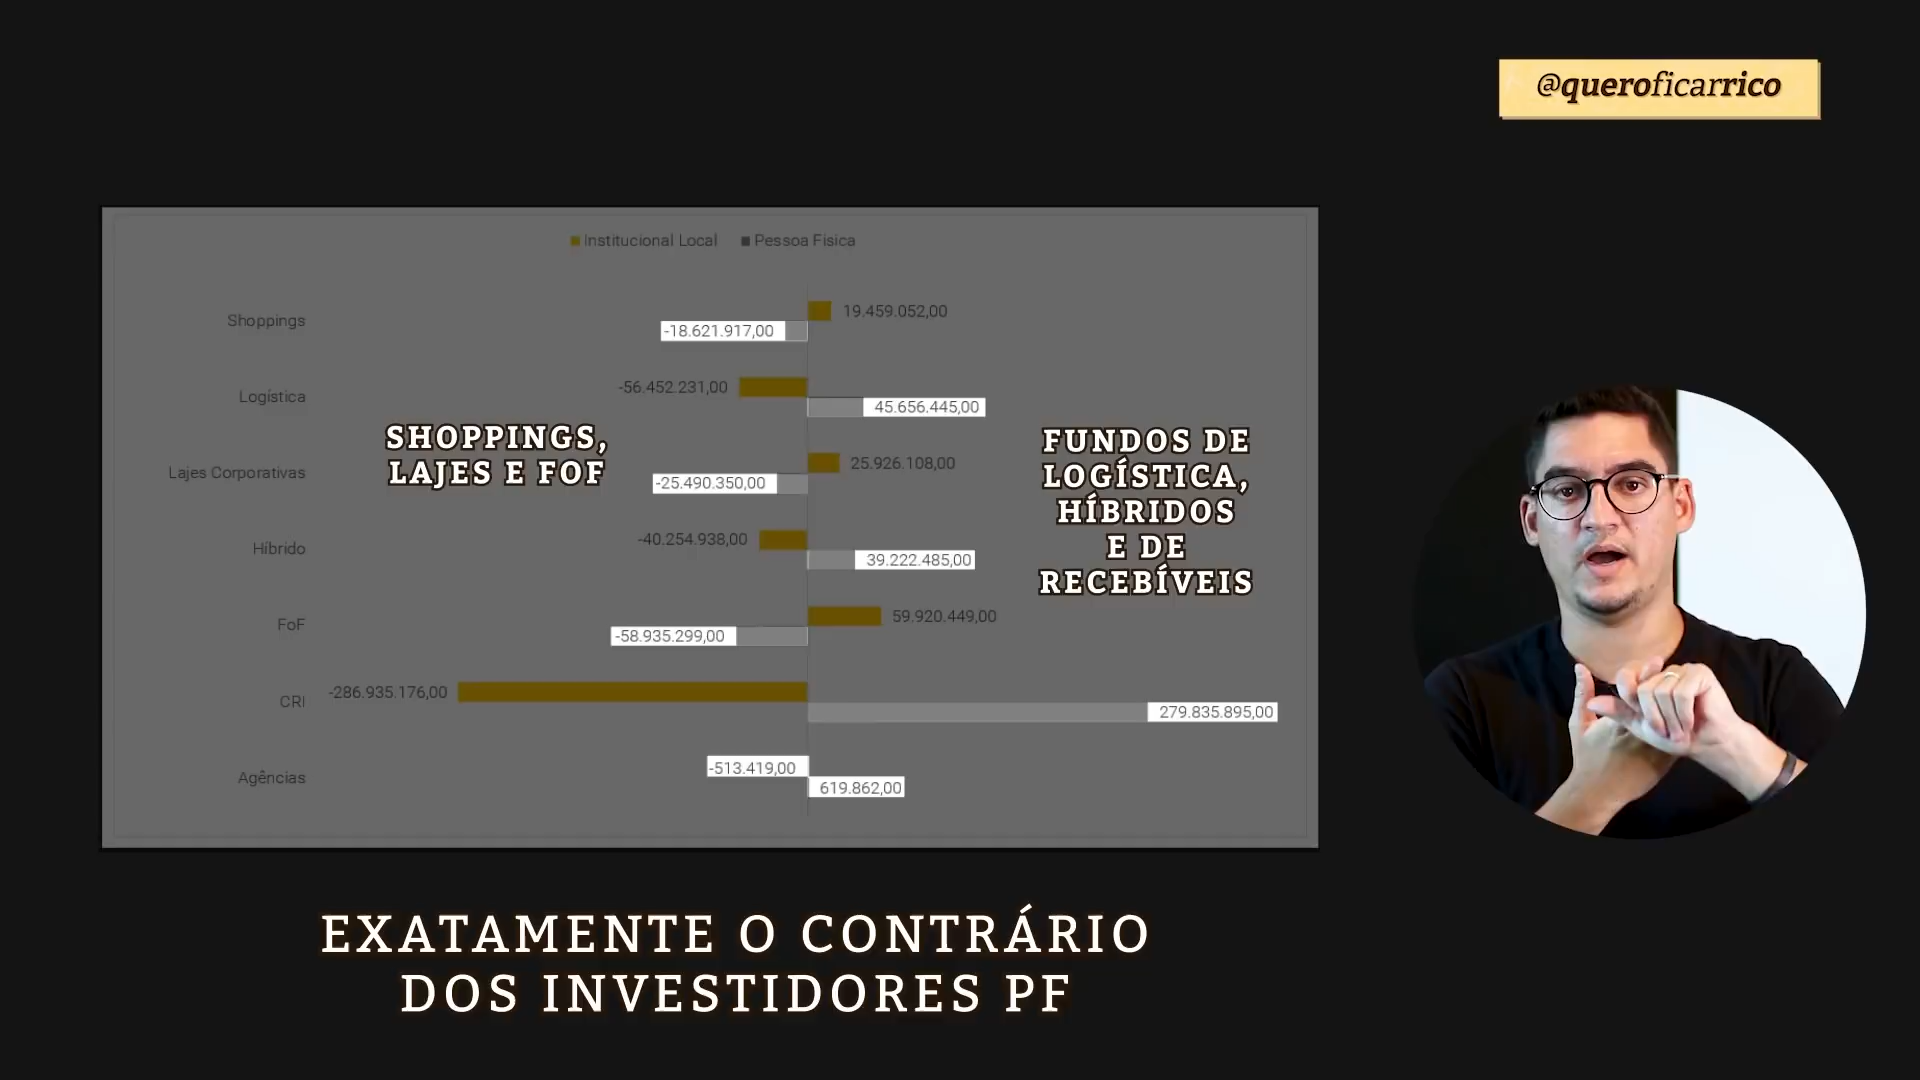 @queroficarrico
Institucional Local Pessoa Física
Shoppings
19.459.052,00
-18.621.917,00
Logística
-56.452.231,00
45.656.445,00
SHOPPINGS,
LAJES E FOF
FUNDOS DE
LOGÍSTICA,
HÍBRIDOS
E DE
RECEBÍVEIS
Lajes Corporativas
25.926.108,00
-25.490.350,00
Híbrido
-40.254.938,00
39.222.485,00
FoF
59.920.449,00
-58.935.299,00
CRI
-286.935.176,00
279.835.895,00
Agências
-513.419,00
619.862,00
EXATAMENTE O CONTRÁRIO
DOS INVESTIDORES PF